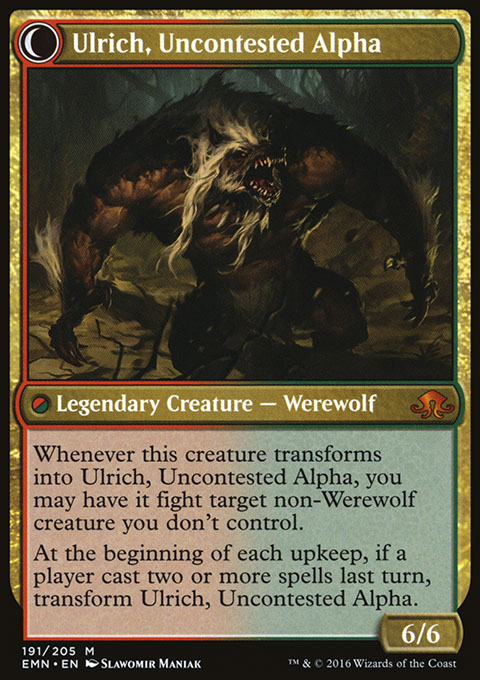 Ulrich, Uncontested Alpha
Legendary Creature — Werewolf
Whenever this creature transforms
into Ulrich, Uncontested Alpha, you
may have it fight target non-Werewolf
creature you don't control.
At the beginning of each upkeep, if a
player cast two or more spells last turn,
transform Ulrich, Uncontested Alpha.
6/6
191/205 M
EMN • EN Slawomir Maniak
™ & © 2016 Wizards of the Coast